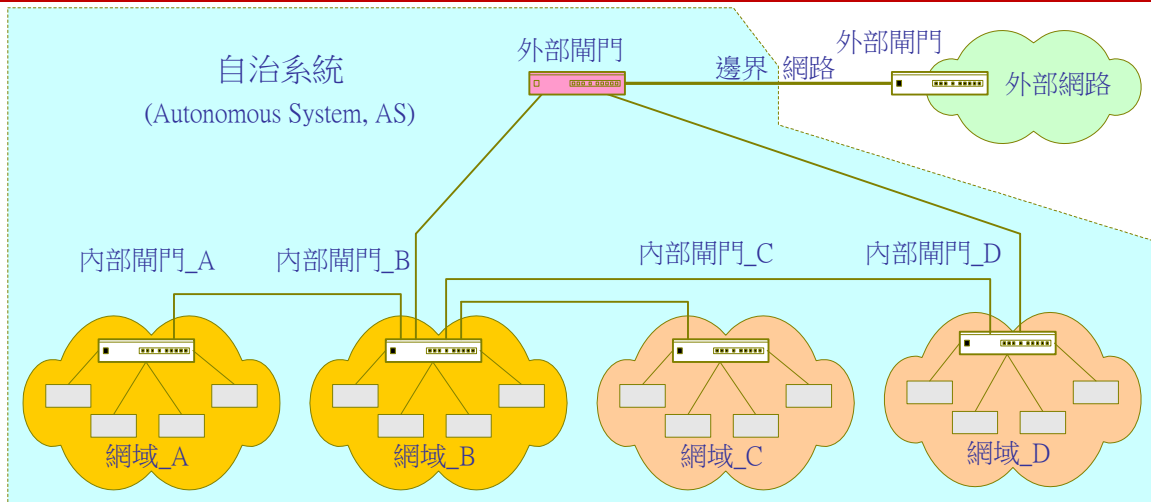 外部閘門
外部閘門
自治系統
(Autonomous System, AS)
邊界 網路
外部網路
內部閘門_A
內部閘門_B
內部閘門_C
內部閘門_D
網域_A
網域_B
網域_C
網域_D